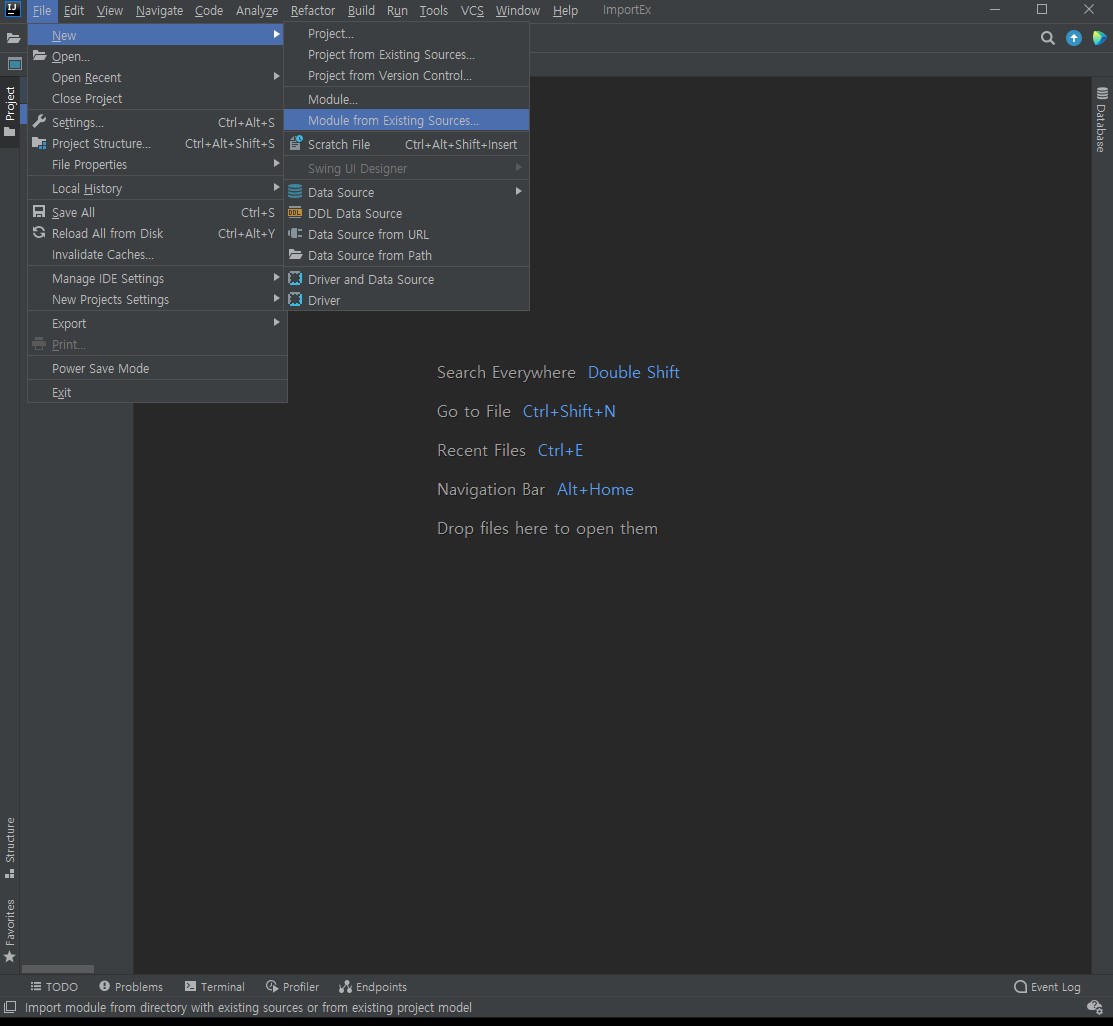 IJ File Edit View Navigate Code Analyze Refactor Build Run Tools VCS Window Help ImportEx
New
Open...
Open Recent
Close Project
Settings... Ctrl+Alt+S
Project Structure... Ctrl+Alt+Shift+S
File Properties
Local History
Save All Ctrl+S
Reload All from Disk Ctrl+Alt+Y
Invalidate Caches...
Manage IDE Settings
New Projects Settings
Export
Print...
Power Save Mode
Exit
Project...
Project from Existing Sources...
Project from Version Control...
Module...
Module from Existing Sources...
Scratch File Ctrl+Alt+Shift+Insert
Swing UI Designer
Data Source
DDL DDL Data Source
Data Source from URL
Data Source from Path
Driver and Data Source
Driver
Project
Database
Search Everywhere Double Shift
Go to File Ctrl+Shift+N
Recent Files Ctrl+E
Navigation Bar Alt+Home
Drop files here to open them
Structure
Favorites
TODO Problems Terminal Profiler Endpoints Event Log
Import module from directory with existing sources or from existing project model